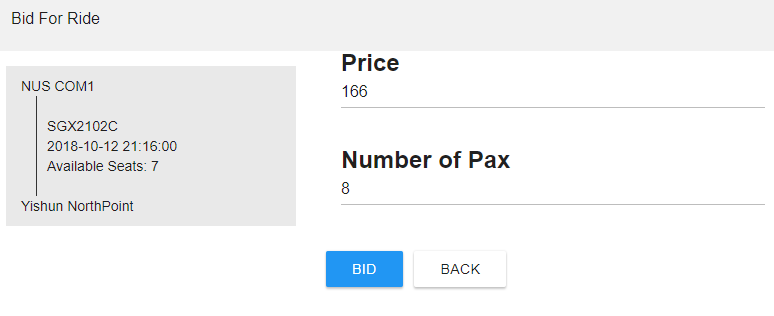 Bid For Ride
NUS COM1
SGX2102C
2018-10-12 21:16:00
Available Seats: 7
Yishun NorthPoint
Price
166
Number of Pax
8
BID
BACK